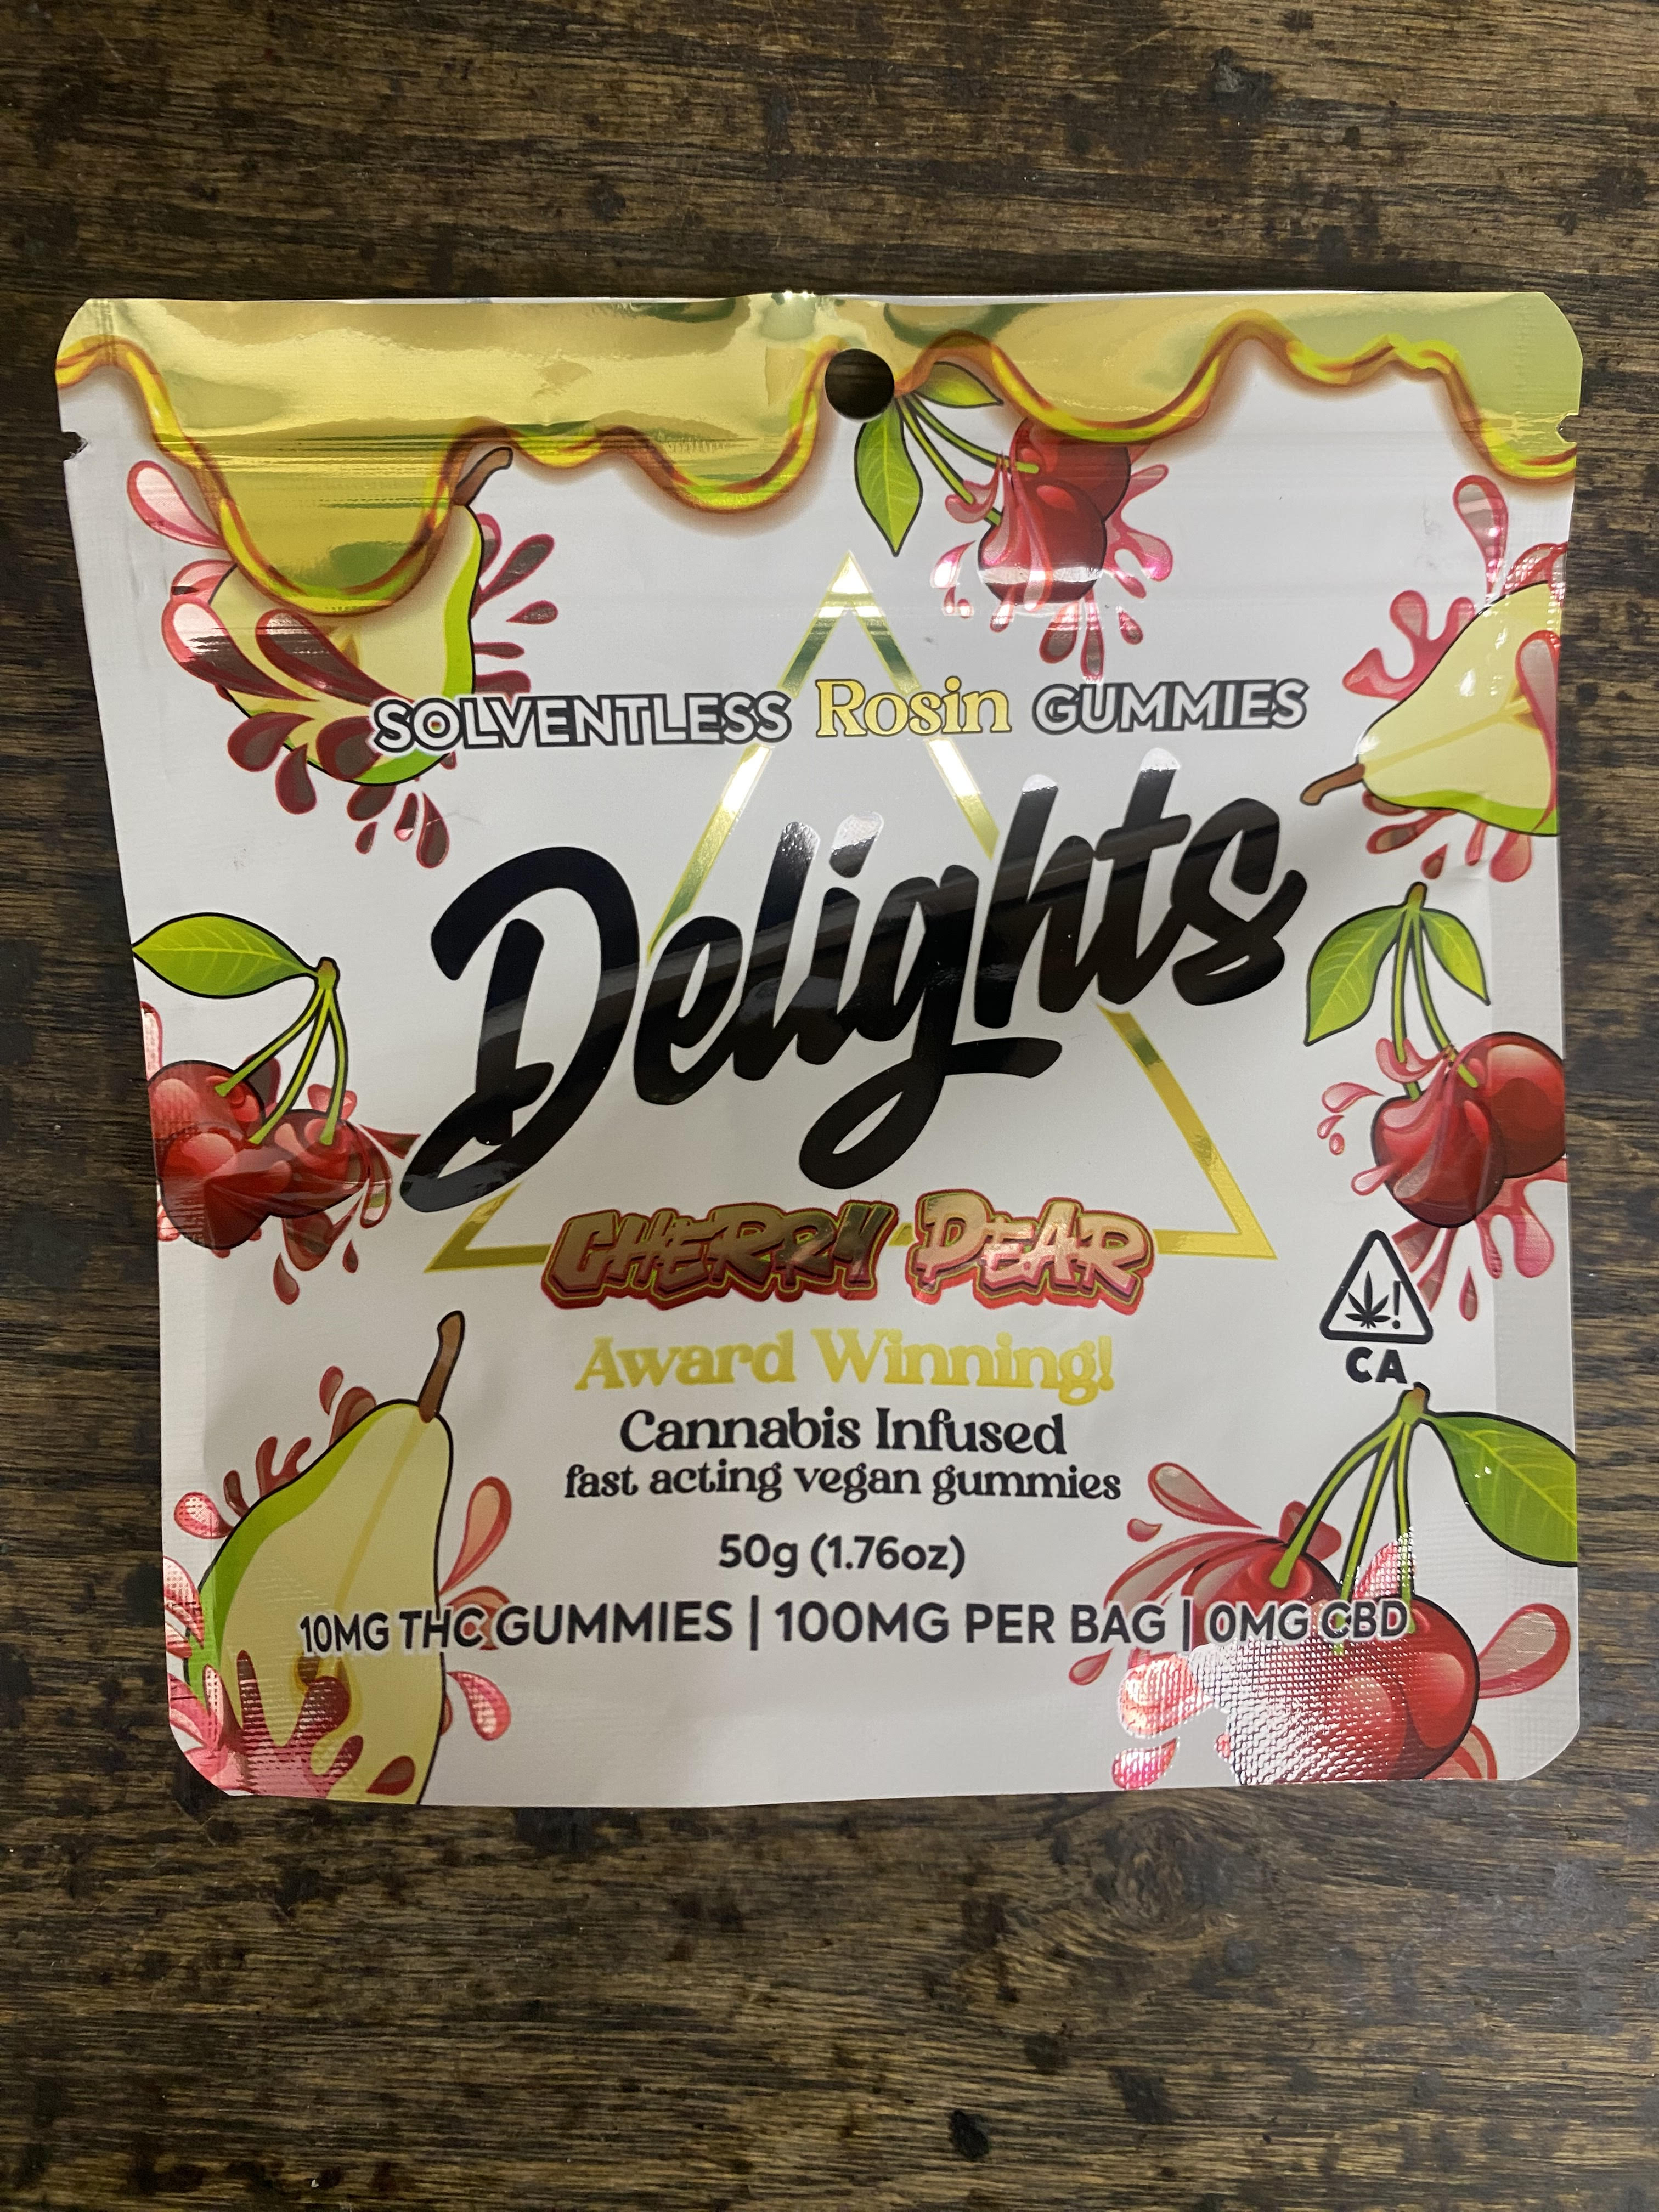 SOLVENTLESS Rosin GUMMIES
Delights
CHERRY PEAR
Award Winning!
CA
Cannabis Infused
fast acting vegan gummies
50g (1.76oz)
10MG THC GUMMIES | 100MG PER BAG | 0MG CBD